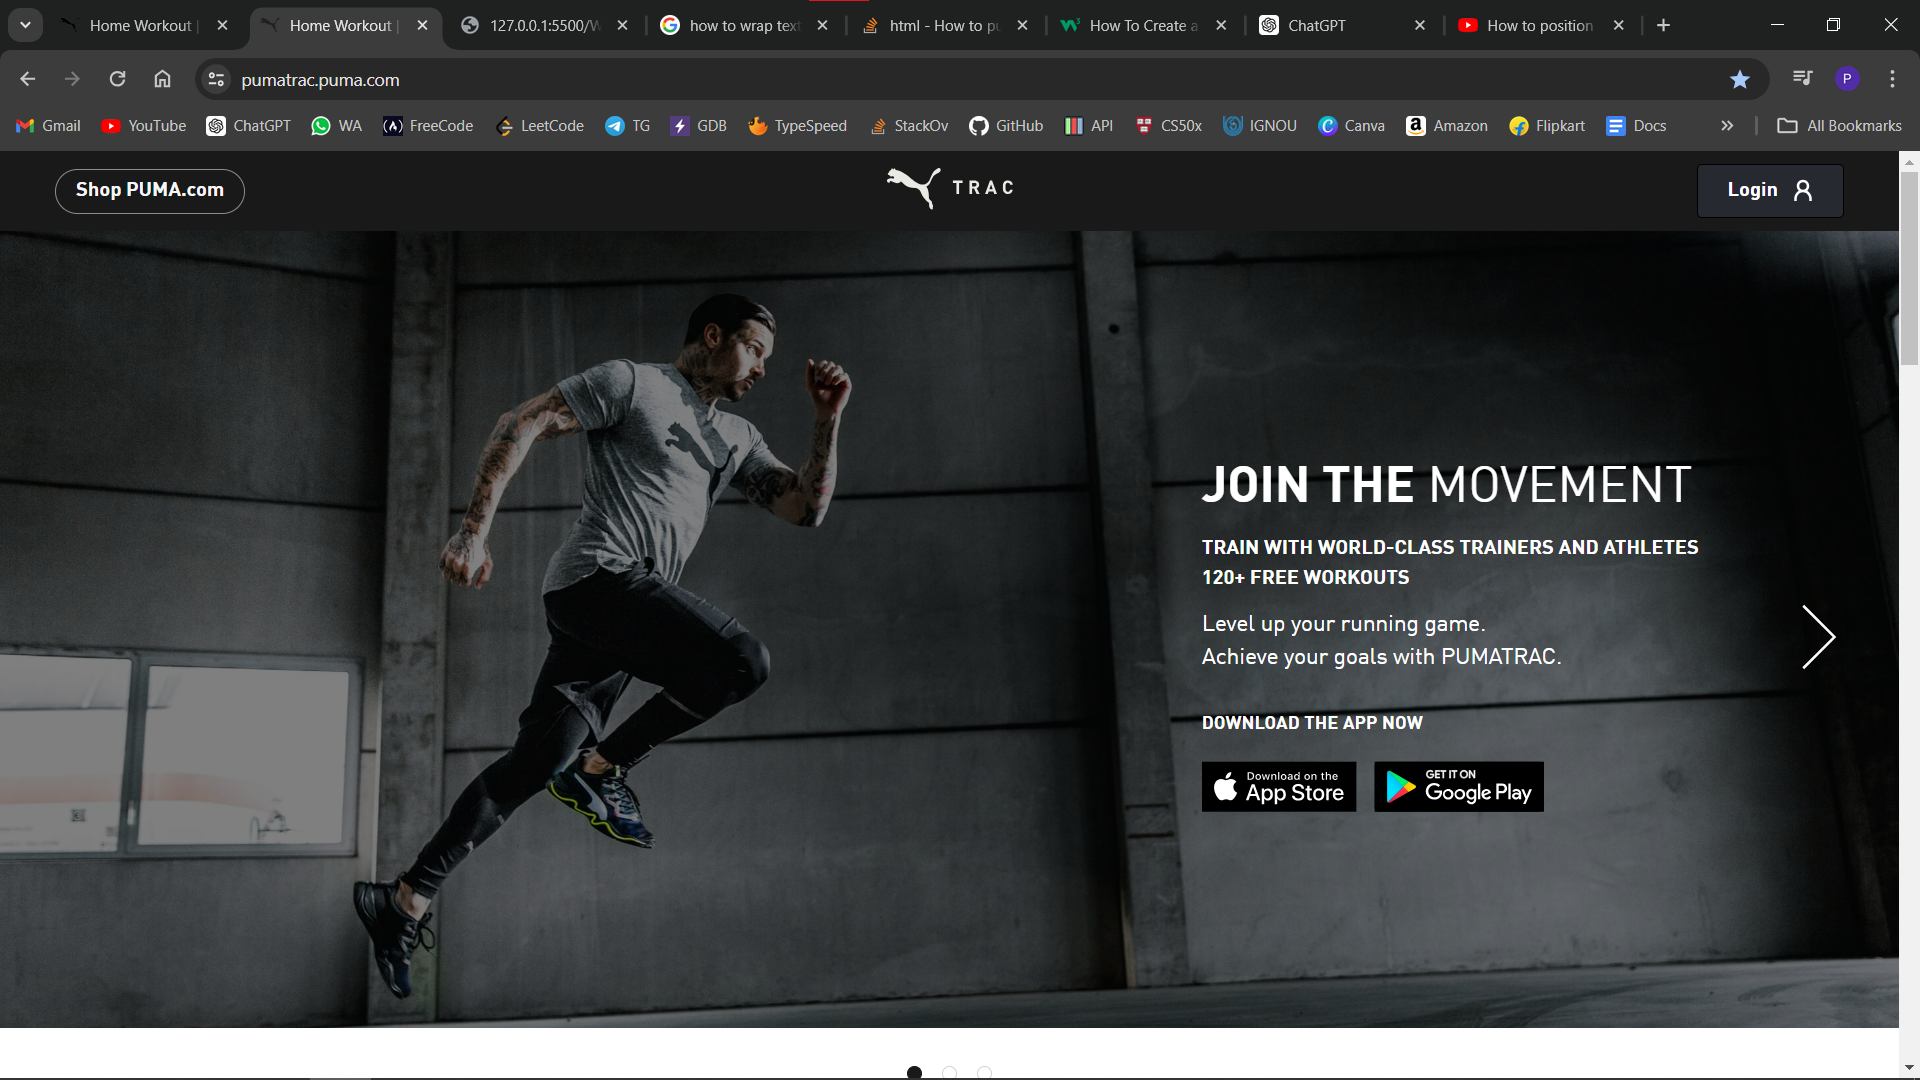 Home Workout |
Home Workout |
127.0.0.1:5500/W
how to wrap text
html - How to pu
How To Create a
ChatGPT
How to position
pumatrac.puma.com
P
Gmail
YouTube
ChatGPT
WA
FreeCode
LeetCode
TG
GDB
TypeSpeed
StackOv
GitHub
API
CS50x
IGNOU
Canva
Amazon
Flipkart
Docs
All Bookmarks
Shop PUMA.com
TRAC
Login
JOIN THE MOVEMENT
TRAIN WITH WORLD-CLASS TRAINERS AND ATHLETES
120+ FREE WORKOUTS
Level up your running game.
Achieve your goals with PUMATRAC.
DOWNLOAD THE APP NOW
Download on the
App Store
GET IT ON
Google Play